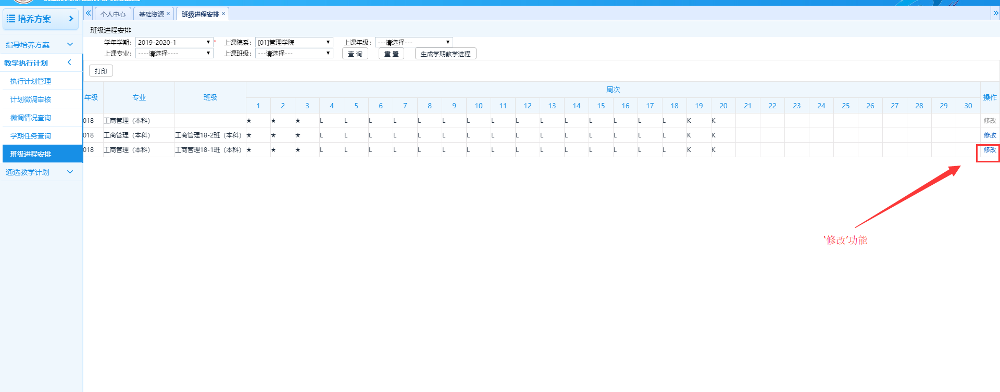 培养方案
指导培养方案
教学执行计划
执行计划管理
计划微调审核
微调情况查询
学期任务查询
班级进程安排
通选教学计划
个人中心 基础资源 × 班级进程安排 ×
班级进程安排
学年学期: 2019-2020-1 * 上课院系: [01]管理学院 上课年级: ---请选择---
上课专业: ----请选择---- 上课班级: ---请选择--- 查 询 重 置 生成学期教学进程
打印
年级 专业 班级 周次 操作
1 2 3 4 5 6 7 8 9 10 11 12 13 14 15 16 17 18 19 20 21 22 23 24 25 26 27 28 29 30
018 工商管理（本科） ★ ★ ★ L L L L L L L L L L L L L L L K K 修改
018 工商管理（本科） 工商管理18-2班（本科） ★ ★ ★ L L L L L L L L L L L L L L L K K 修改
018 工商管理（本科） 工商管理18-1班（本科） ★ ★ ★ L L L L L L L L L L L L L L L K K 修改
‘修改’功能